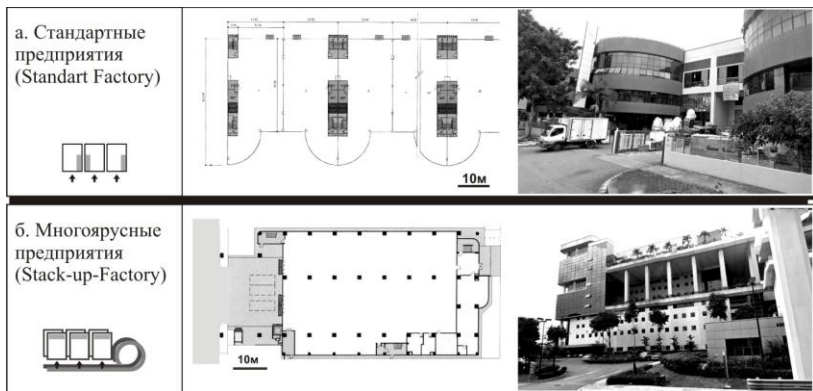 а. Стандартные
предприятия
(Standart Factory)
10м
б. Многоярусные
предприятия
(Stack-up-Factory)
10м